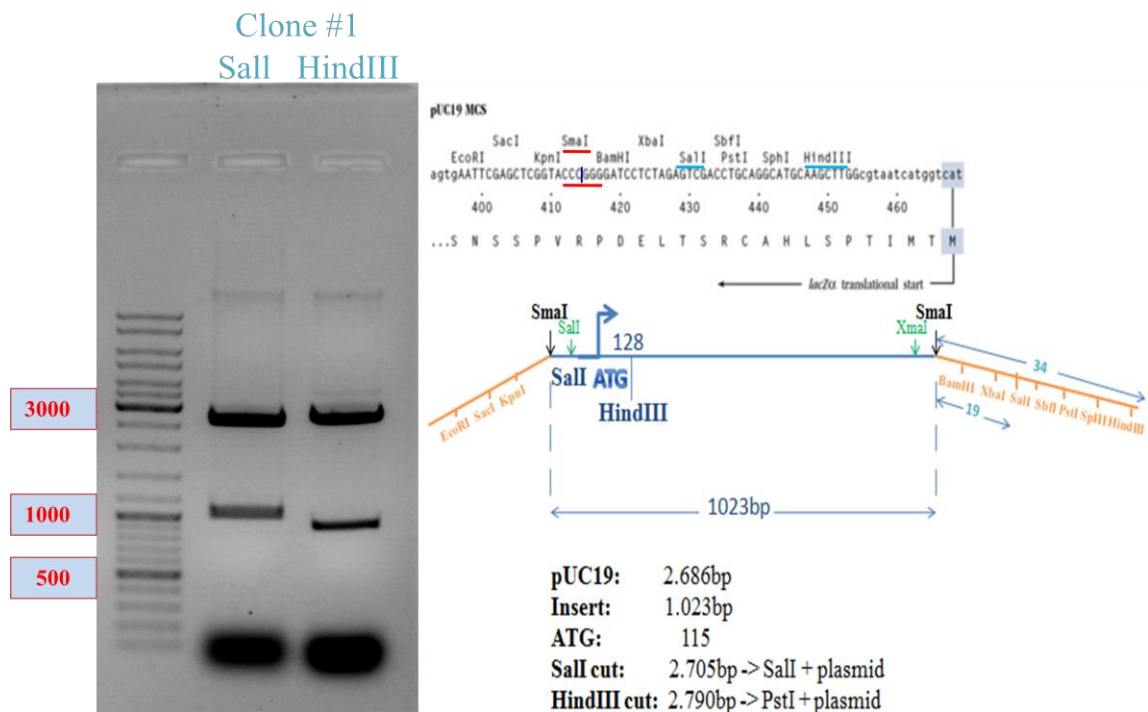 Clone #1
SalI HindIII
3000
1000
500
pUC19 MCS
SacI SmaI XbaI SbfI
EcoRI KpnI BamHI SalI PstI SphI HindIII
agtgAATTCGAGCTCGGTACCCGGGGATCCTCTAGAGTCGACCTGCAGGCATGCAAGCTTGGcgtaatcatggtcat
400 410 420 430 440 450 460
...S N S S P V R P D E L T S R C A H L S P T I M T M
lacZα translational start
SmaI SalI XmaI SmaI
128
34
SalI ATG
HindIII
EcoRI SacI KpnI
BamHI XbaI SalI SbfI PstI SpHI HindIII
19
1023bp
pUC19: 2.686bp
Insert: 1.023bp
ATG: 115
SalI cut: 2.705bp -> SalI + plasmid
HindIII cut: 2.790bp -> PstI + plasmid